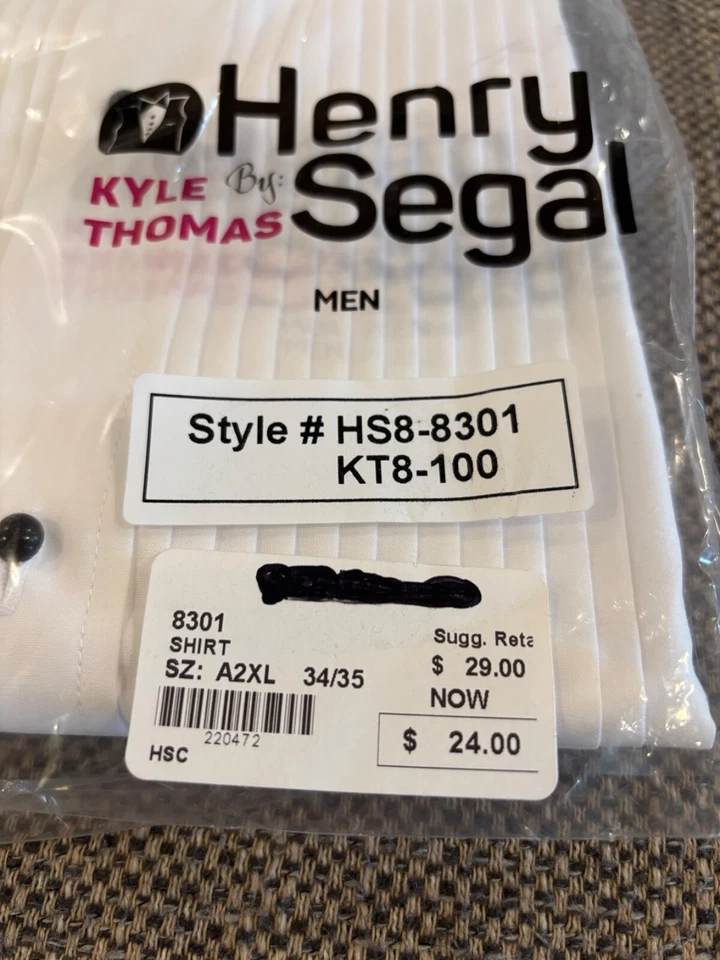 Henry
KYLE By: Segal
THOMAS
MEN
Style # HS8-8301
KT8-100
8301
SHIRT
SZ: A2XL 34/35
220472
HSC
Sugg. Reta
$ 29.00
NOW
$ 24.00